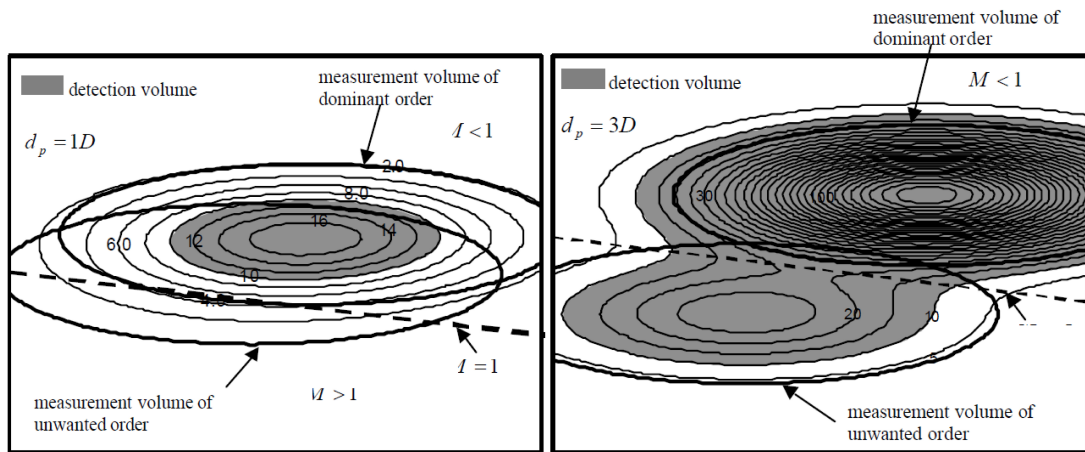 measurement volume of
dominant order
detection volume
d_p = 1D
M < 1
2.0
8.0
16
14
12
6.0
10
4.0
M = 1
M > 1
measurement volume of
unwanted order
measurement volume of
dominant order
detection volume
M < 1
d_p = 3D
30
20
10
5
measurement volume of
unwanted order